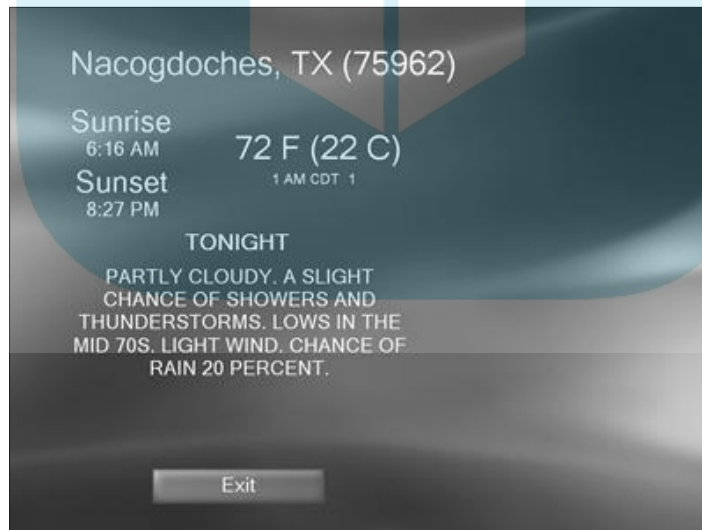 Nacogdoches, TX (75962)
Sunrise
6:16 AM
72 F (22 C)
1 AM CDT 1
Sunset
8:27 PM
TONIGHT
PARTLY CLOUDY. A SLIGHT
CHANCE OF SHOWERS AND
THUNDERSTORMS. LOWS IN THE
MID 70S. LIGHT WIND. CHANCE OF
RAIN 20 PERCENT.
Exit